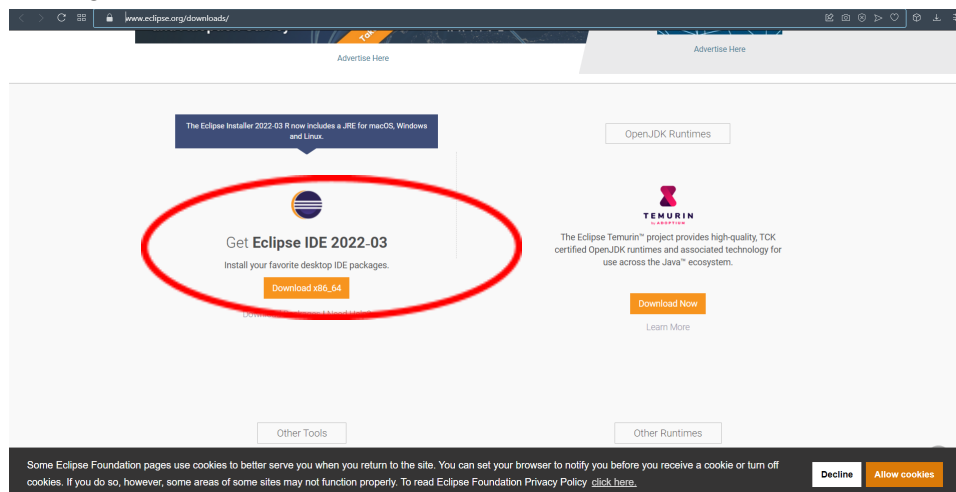 www.eclipse.org/downloads/
Advertise Here
Advertise Here
The Eclipse Installer 2022-03 R now includes a JRE for macOS, Windows
and Linux.
Get Eclipse IDE 2022-03
Install your favorite desktop IDE packages.
Download x86_64
OpenJDK Runtimes
TEMURIN
BY ADOPTIUM
The Eclipse Temurin™ project provides high-quality, TCK
certified OpenJDK runtimes and associated technology for
use across the Java™ ecosystem.
Download Now
Learn More
Other Tools
Other Runtimes
Some Eclipse Foundation pages use cookies to better serve you when you return to the site. You can set your browser to notify you before you receive a cookie or turn off
cookies. If you do so, however, some areas of some sites may not function properly. To read Eclipse Foundation Privacy Policy click here.
Decline
Allow cookies